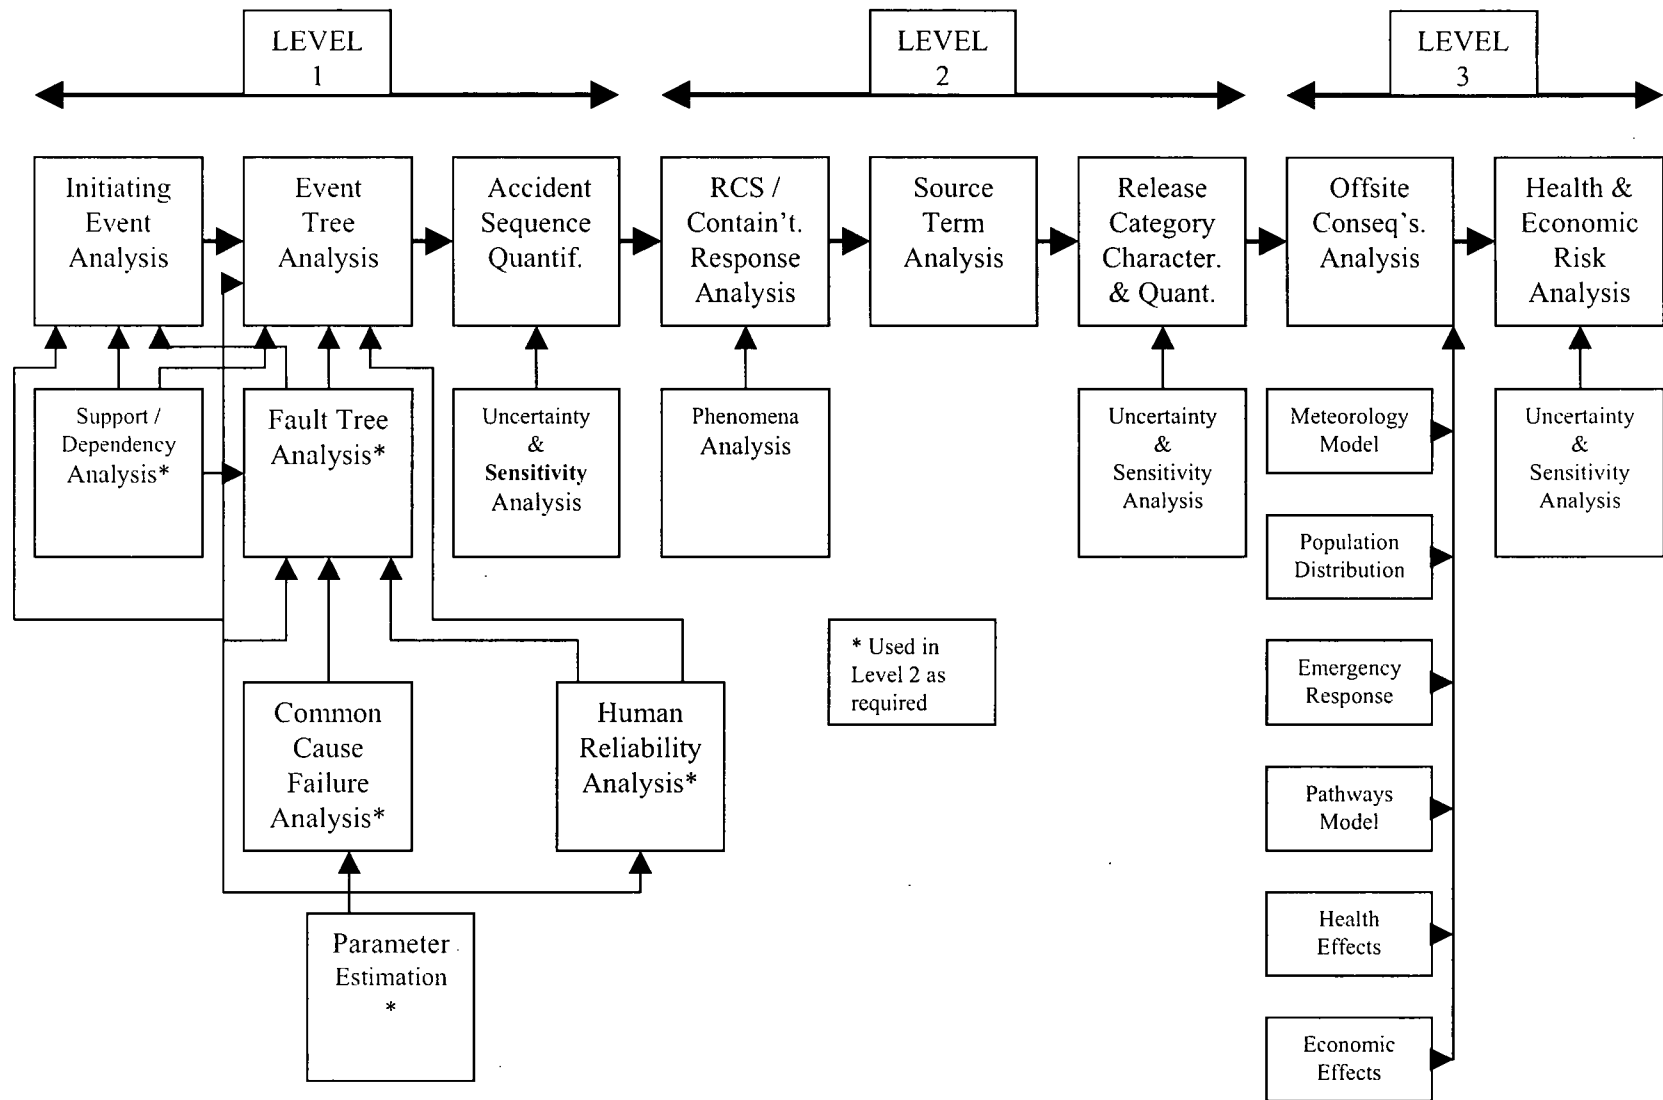 LEVEL
1
LEVEL
2
LEVEL
3
Initiating
Event
Analysis
Event
Tree
Analysis
Accident
Sequence
Quantif.
RCS /
Contain't.
Response
Analysis
Source
Term
Analysis
Release
Category
Character.
& Quant.
Offsite
Conseq's.
Analysis
Health &
Economic
Risk
Analysis
Support /
Dependency
Analysis*
Fault Tree
Analysis*
Uncertainty
&
Sensitivity
Analysis
Phenomena
Analysis
Uncertainty
&
Sensitivity
Analysis
Meteorology
Model
Uncertainty
&
Sensitivity
Analysis
Population
Distribution
* Used in
Level 2 as
required
Emergency
Response
Common
Cause
Failure
Analysis*
Human
Reliability
Analysis*
Pathways
Model
Parameter
Estimation
*
Health
Effects
Economic
Effects